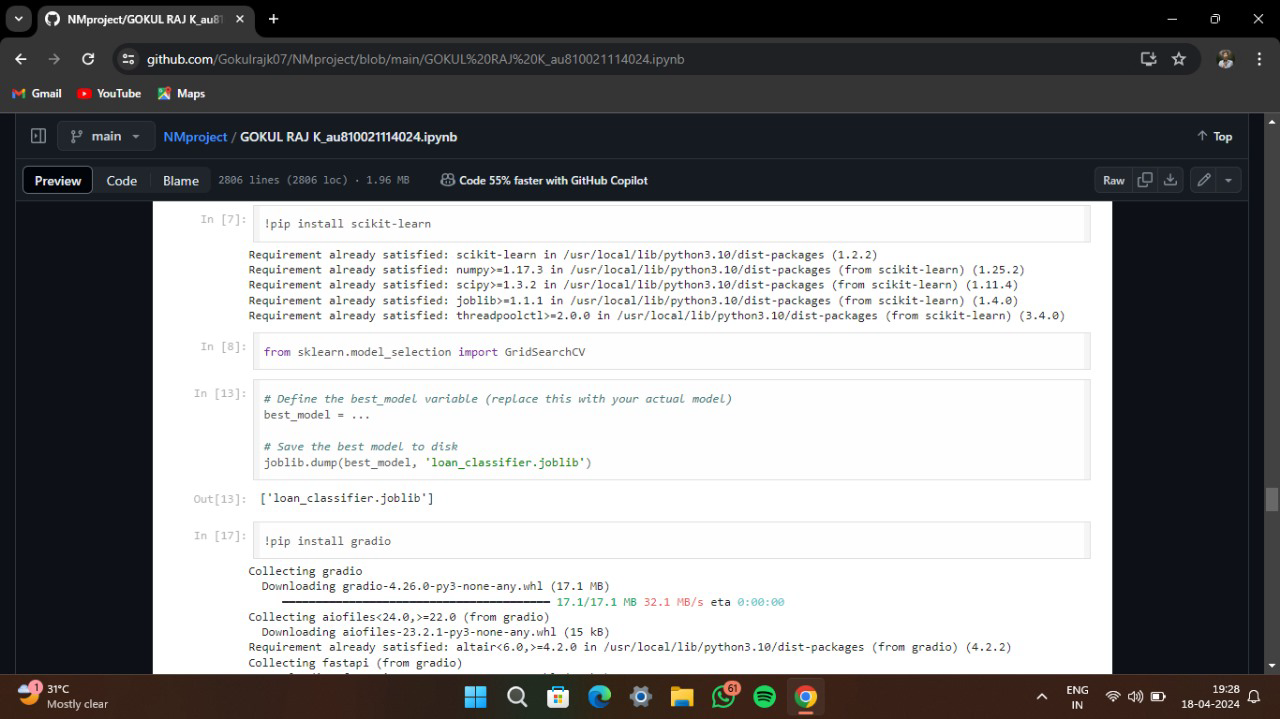 NMproject/GOKUL RAJ K_au81
github.com/Gokulrajk07/NMproject/blob/main/GOKUL%20RAJ%20K_au810021114024.ipynb
Gmail YouTube Maps
main NMproject / GOKUL RAJ K_au810021114024.ipynb Top
Preview Code Blame 2806 lines (2806 loc) · 1.96 MB Code 55% faster with GitHub Copilot Raw
In [7]: !pip install scikit-learn
Requirement already satisfied: scikit-learn in /usr/local/lib/python3.10/dist-packages (1.2.2)
Requirement already satisfied: numpy>=1.17.3 in /usr/local/lib/python3.10/dist-packages (from scikit-learn) (1.25.2)
Requirement already satisfied: scipy>=1.3.2 in /usr/local/lib/python3.10/dist-packages (from scikit-learn) (1.11.4)
Requirement already satisfied: joblib>=1.1.1 in /usr/local/lib/python3.10/dist-packages (from scikit-learn) (1.4.0)
Requirement already satisfied: threadpoolctl>=2.0.0 in /usr/local/lib/python3.10/dist-packages (from scikit-learn) (3.4.0)
In [8]: from sklearn.model_selection import GridSearchCV
In [13]: # Define the best_model variable (replace this with your actual model)
best_model = ...
# Save the best model to disk
joblib.dump(best_model, 'loan_classifier.joblib')
Out[13]: ['loan_classifier.joblib']
In [17]: !pip install gradio
Collecting gradio
Downloading gradio-4.26.0-py3-none-any.whl (17.1 MB)
17.1/17.1 MB 32.1 MB/s eta 0:00:00
Collecting aiofiles<24.0,>=22.0 (from gradio)
Downloading aiofiles-23.2.1-py3-none-any.whl (15 kB)
Requirement already satisfied: altair<6.0,>=4.2.0 in /usr/local/lib/python3.10/dist-packages (from gradio) (4.2.2)
Collecting fastapi (from gradio)
1 31°C
Mostly clear
61
ENG
IN
19:28
18-04-2024